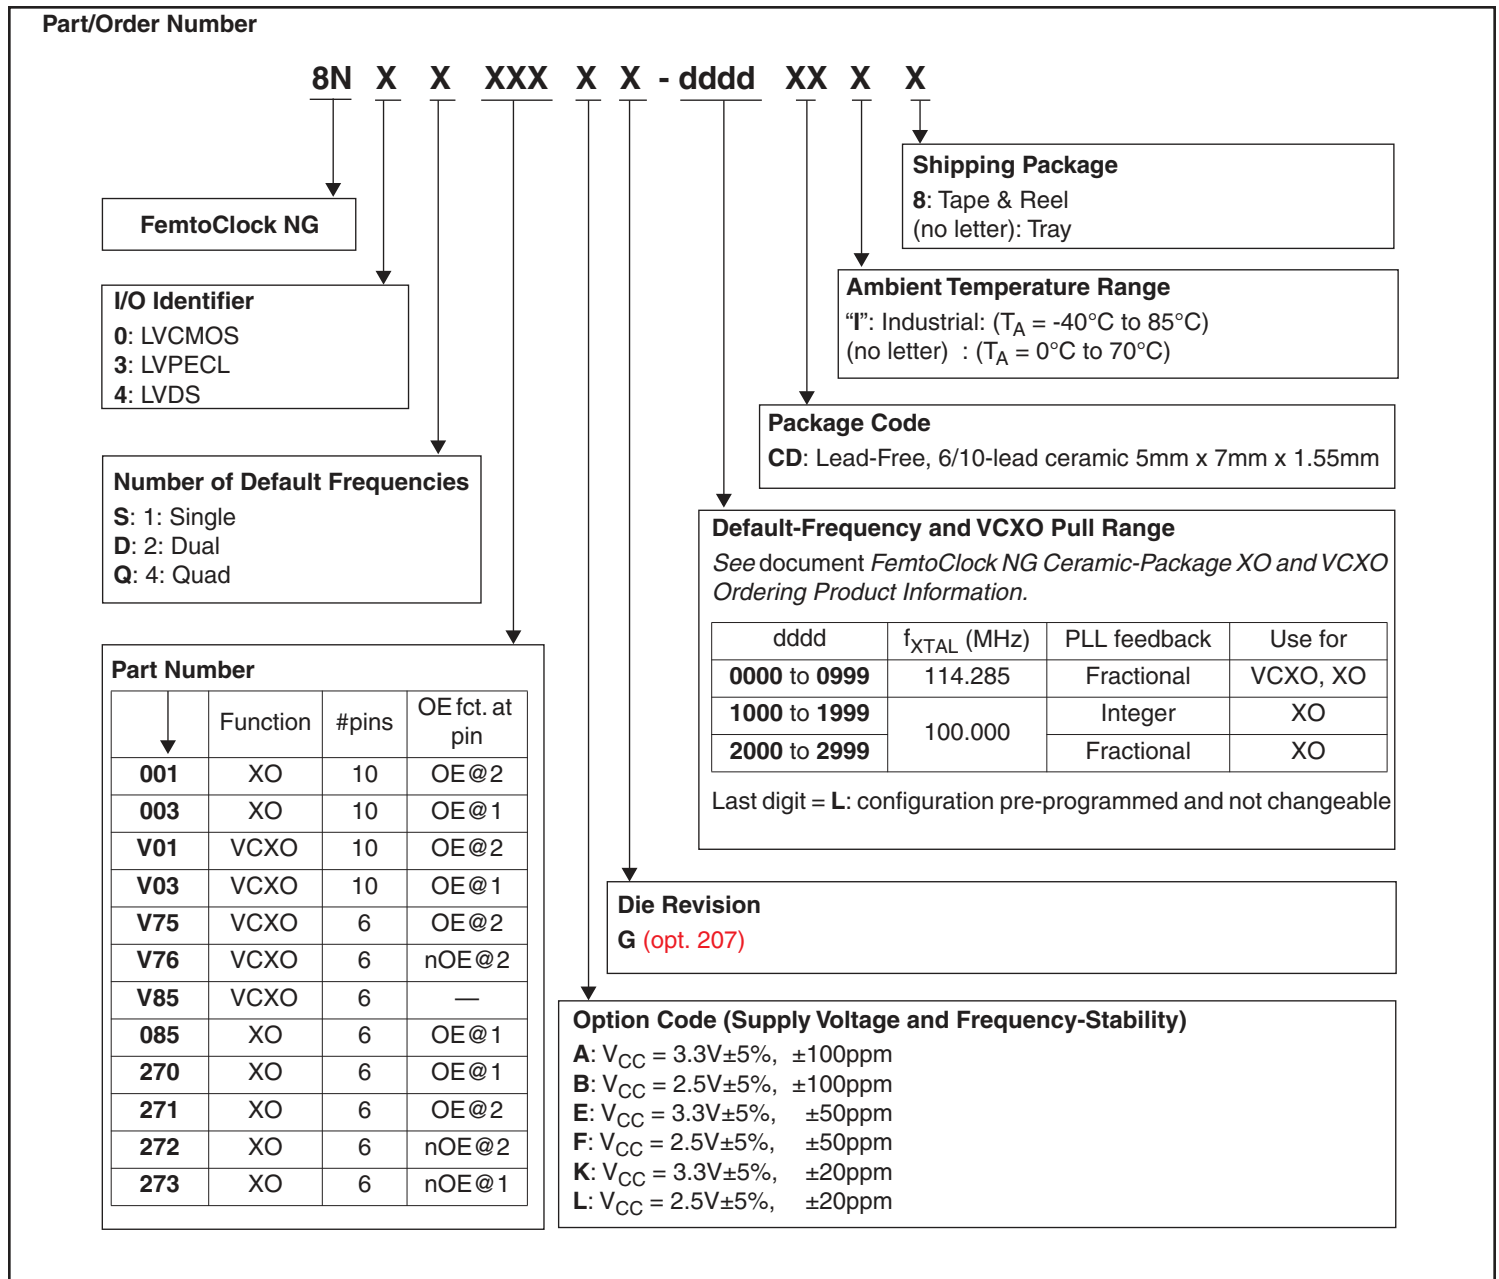 Part/Order Number
8N X X XXX X X - dddd XX X X
Shipping Package
8: Tape & Reel
(no letter): Tray
FemtoClock NG
Ambient Temperature Range
“I”: Industrial: (TA = -40°C to 85°C)
(no letter) : (TA = 0°C to 70°C)
I/O Identifier
0: LVCMOS
3: LVPECL
4: LVDS
Package Code
CD: Lead-Free, 6/10-lead ceramic 5mm x 7mm x 1.55mm
Number of Default Frequencies
S: 1: Single
D: 2: Dual
Q: 4: Quad
Default-Frequency and VCXO Pull Range
See document FemtoClock NG Ceramic-Package XO and VCXO
Ordering Product Information.
dddd fXTAL (MHz) PLL feedback Use for
0000 to 0999 114.285 Fractional VCXO, XO
1000 to 1999 100.000 Integer XO
2000 to 2999 Fractional XO
Last digit = L: configuration pre-programmed and not changeable
Part Number
Function #pins OE fct. at
pin
001 XO 10 OE@2
003 XO 10 OE@1
V01 VCXO 10 OE@2
V03 VCXO 10 OE@1
V75 VCXO 6 OE@2
V76 VCXO 6 nOE@2
V85 VCXO 6 —
085 XO 6 OE@1
270 XO 6 OE@1
271 XO 6 OE@2
272 XO 6 nOE@2
273 XO 6 nOE@1
Die Revision
G (opt. 207)
Option Code (Supply Voltage and Frequency-Stability)
A: VCC = 3.3V±5%, ±100ppm
B: VCC = 2.5V±5%, ±100ppm
E: VCC = 3.3V±5%, ±50ppm
F: VCC = 2.5V±5%, ±50ppm
K: VCC = 3.3V±5%, ±20ppm
L: VCC = 2.5V±5%, ±20ppm